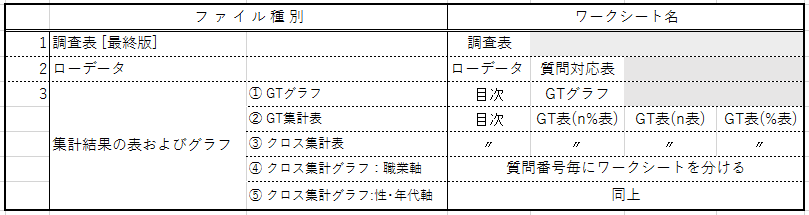 ファイル種別 ワークシート名
1 調査表 [最終版] 調査表
2 ローデータ ローデータ 質問対応表
3 ① GTグラフ 目次 GTグラフ
② GT集計表 目次 GT表(n%表) GT表(n表) GT表(%表)
集計結果の表およびグラフ ③ クロス集計表 〃 〃 〃 〃
④ クロス集計グラフ：職業軸 質問番号毎にワークシートを分ける
⑤ クロス集計グラフ:性･年代軸 同上